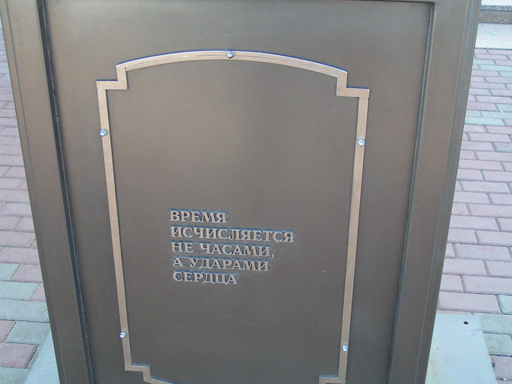 ВРЕМЯ
ИСЧИСЛЯЕТСЯ
НЕ ЧАСАМИ,
А УДАРАМИ
СЕРДЦА